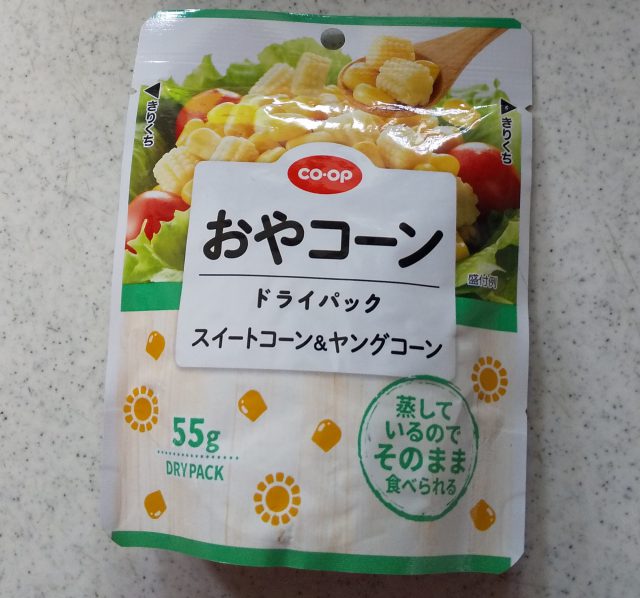 きりくち
きりくち
CO·OP
おやコーン
盛付例
ドライパック
スイートコーン&ヤングコーン
55g
DRY PACK
蒸して
いるので
そのまま
食べられる